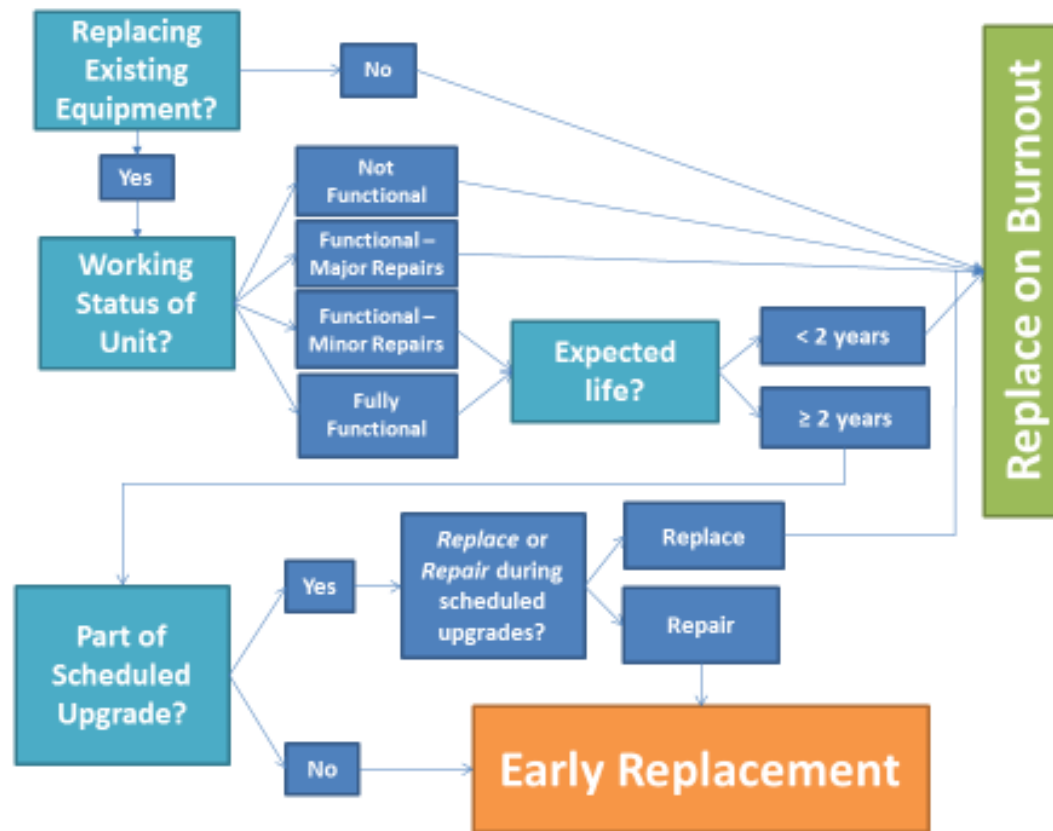 Replacing
Existing
Equipment?
No
Yes
Working
Status of
Unit?
Not
Functional
Functional –
Major Repairs
Functional –
Minor Repairs
Fully
Functional
Expected
life?
< 2 years
≥ 2 years
Replace on Burnout
Part of
Scheduled
Upgrade?
Yes
No
Replace or
Repair during
scheduled
upgrades?
Replace
Repair
Early Replacement